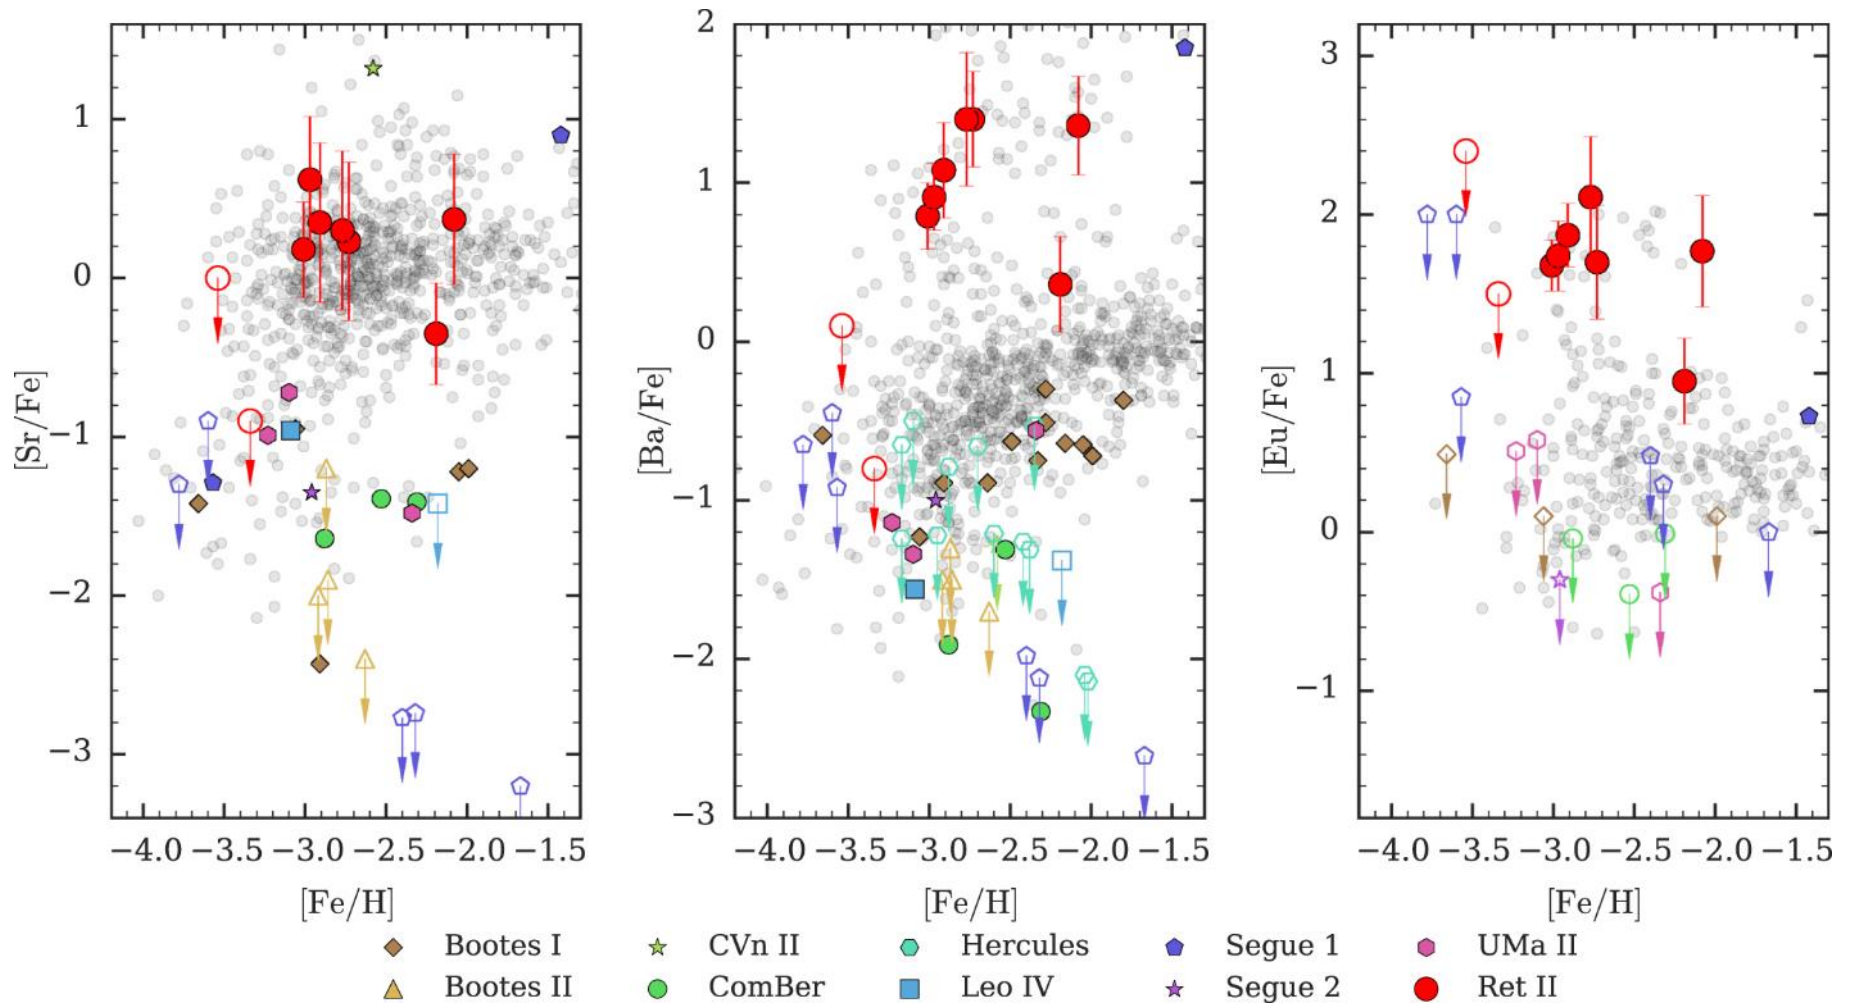 1
0
−1
−2
−3
[Sr/Fe]
−4.0 −3.5 −3.0 −2.5 −2.0 −1.5
[Fe/H]
2
1
0
−1
−2
−3
[Ba/Fe]
−4.0 −3.5 −3.0 −2.5 −2.0 −1.5
[Fe/H]
3
2
1
0
−1
[Eu/Fe]
−4.0 −3.5 −3.0 −2.5 −2.0 −1.5
[Fe/H]
Bootes I CVn II Hercules Segue 1 UMa II
Bootes II ComBer Leo IV Segue 2 Ret II